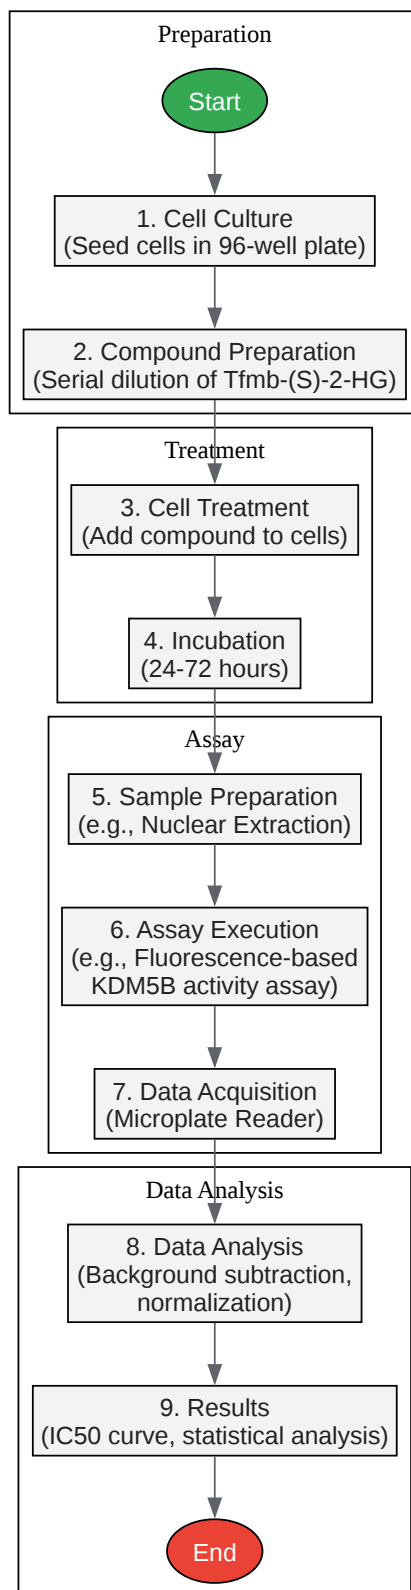 Preparation
Start
1. Cell Culture
(Seed cells in 96-well plate)
2. Compound Preparation
(Serial dilution of Tfmb-(S)-2-HG)
Treatment
3. Cell Treatment
(Add compound to cells)
4. Incubation
(24-72 hours)
Assay
5. Sample Preparation
(e.g., Nuclear Extraction)
6. Assay Execution
(e.g., Fluorescence-based
KDM5B activity assay)
7. Data Acquisition
(Microplate Reader)
Data Analysis
8. Data Analysis
(Background subtraction,
normalization)
9. Results
(IC50 curve, statistical analysis)
End